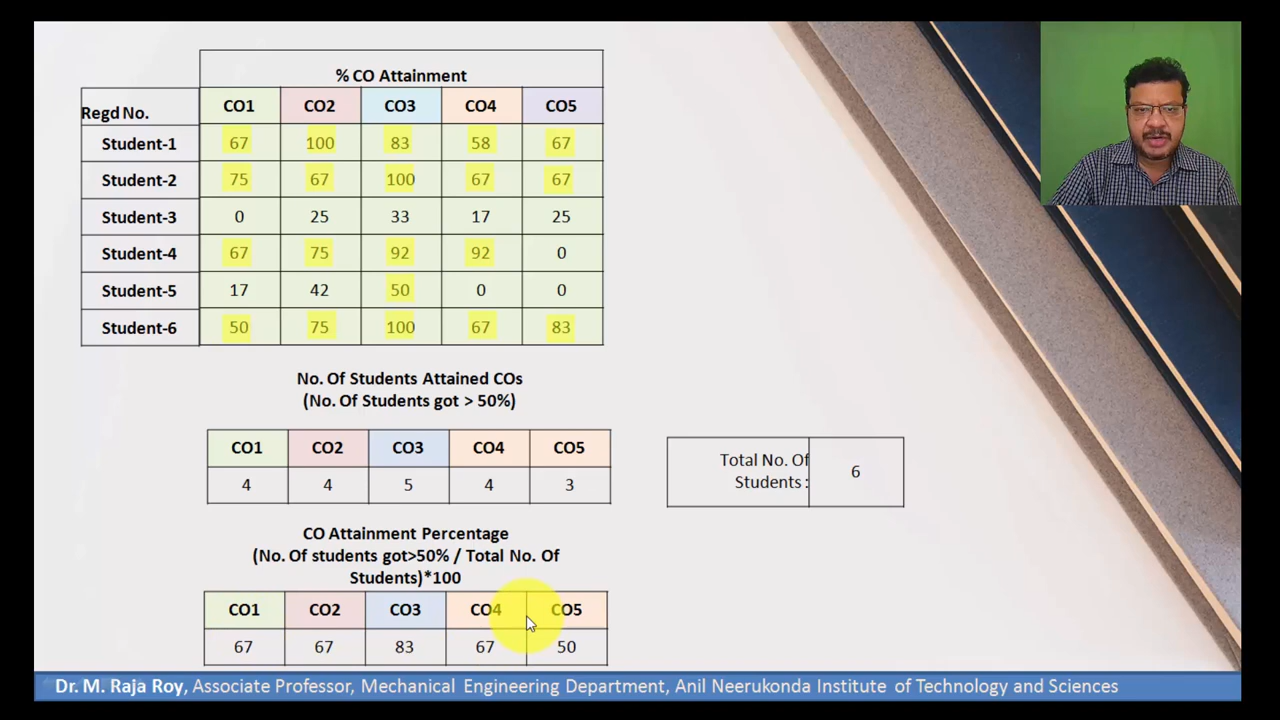 % CO Attainment
Regd No. CO1 CO2 CO3 CO4 CO5
Student-1 67 100 83 58 67
Student-2 75 67 100 67 67
Student-3 0 25 33 17 25
Student-4 67 75 92 92 0
Student-5 17 42 50 0 0
Student-6 50 75 100 67 83
No. Of Students Attained COs
(No. Of Students got > 50%)
CO1 CO2 CO3 CO4 CO5
4 4 5 4 3
Total No. Of
Students :
6
CO Attainment Percentage
(No. Of students got>50% / Total No. Of
Students)*100
CO1 CO2 CO3 CO4 CO5
67 67 83 67 50
Dr. M. Raja Roy, Associate Professor, Mechanical Engineering Department, Anil Neerukonda Institute of Technology and Sciences